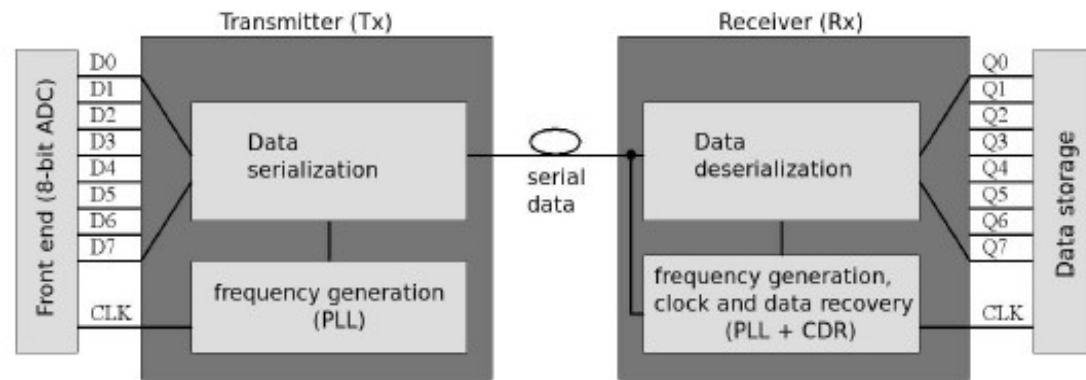 Transmitter (Tx)
Receiver (Rx)
Front end (8-bit ADC)
D0
D1
D2
D3
D4
D5
D6
D7
CLK
Data
serialization
frequency generation
(PLL)
serial
data
Data
deserialization
frequency generation,
clock and data recovery
(PLL + CDR)
Q0
Q1
Q2
Q3
Q4
Q5
Q6
Q7
CLK
Data storage